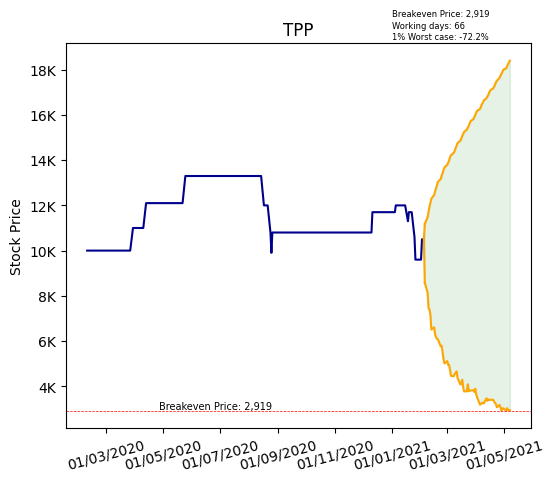 Breakeven Price: 2,919
Working days: 66
1% Worst case: -72.2%
TPP
Stock Price
18K
16K
14K
12K
10K
8K
6K
4K
Breakeven Price: 2,919
01/03/2020
01/05/2020
01/07/2020
01/09/2020
01/11/2020
01/01/2021
01/03/2021
01/05/2021